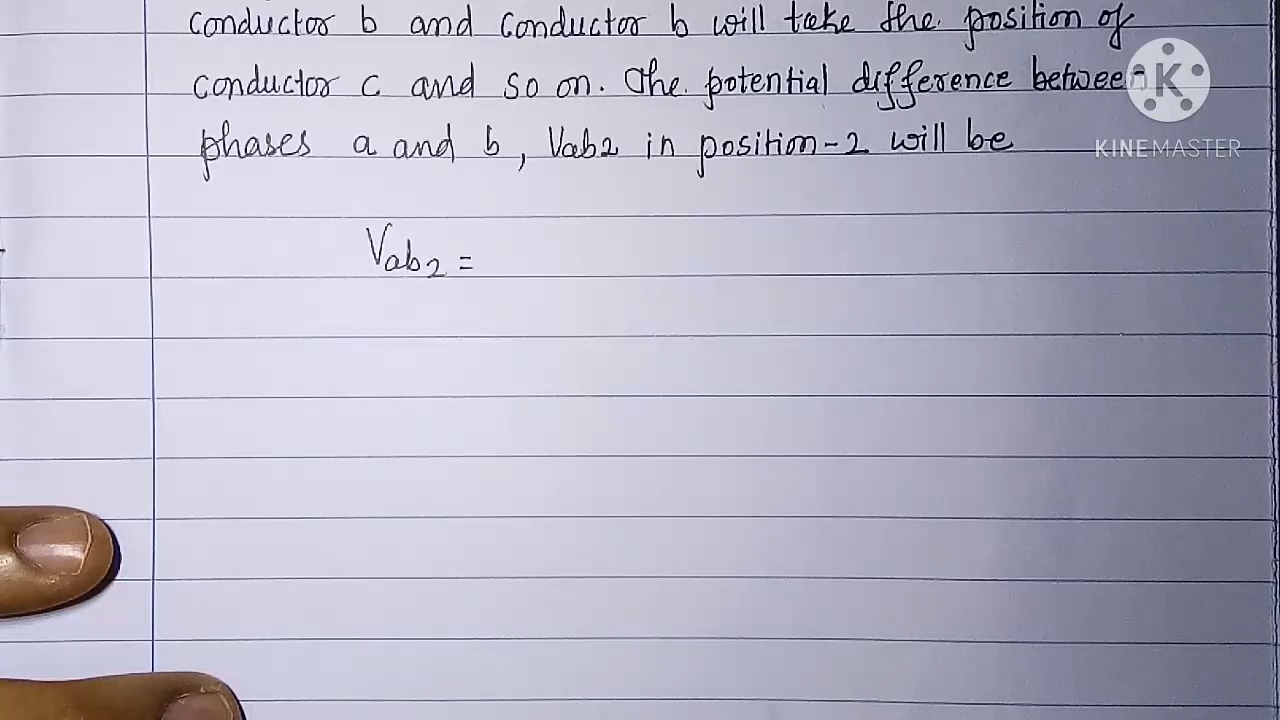 conductor b and conductor b will take the position of
conductor c and so on. The potential difference between
phases a and b, Vab2 in position-2 will be
Vab2 =
K
KINEMASTER